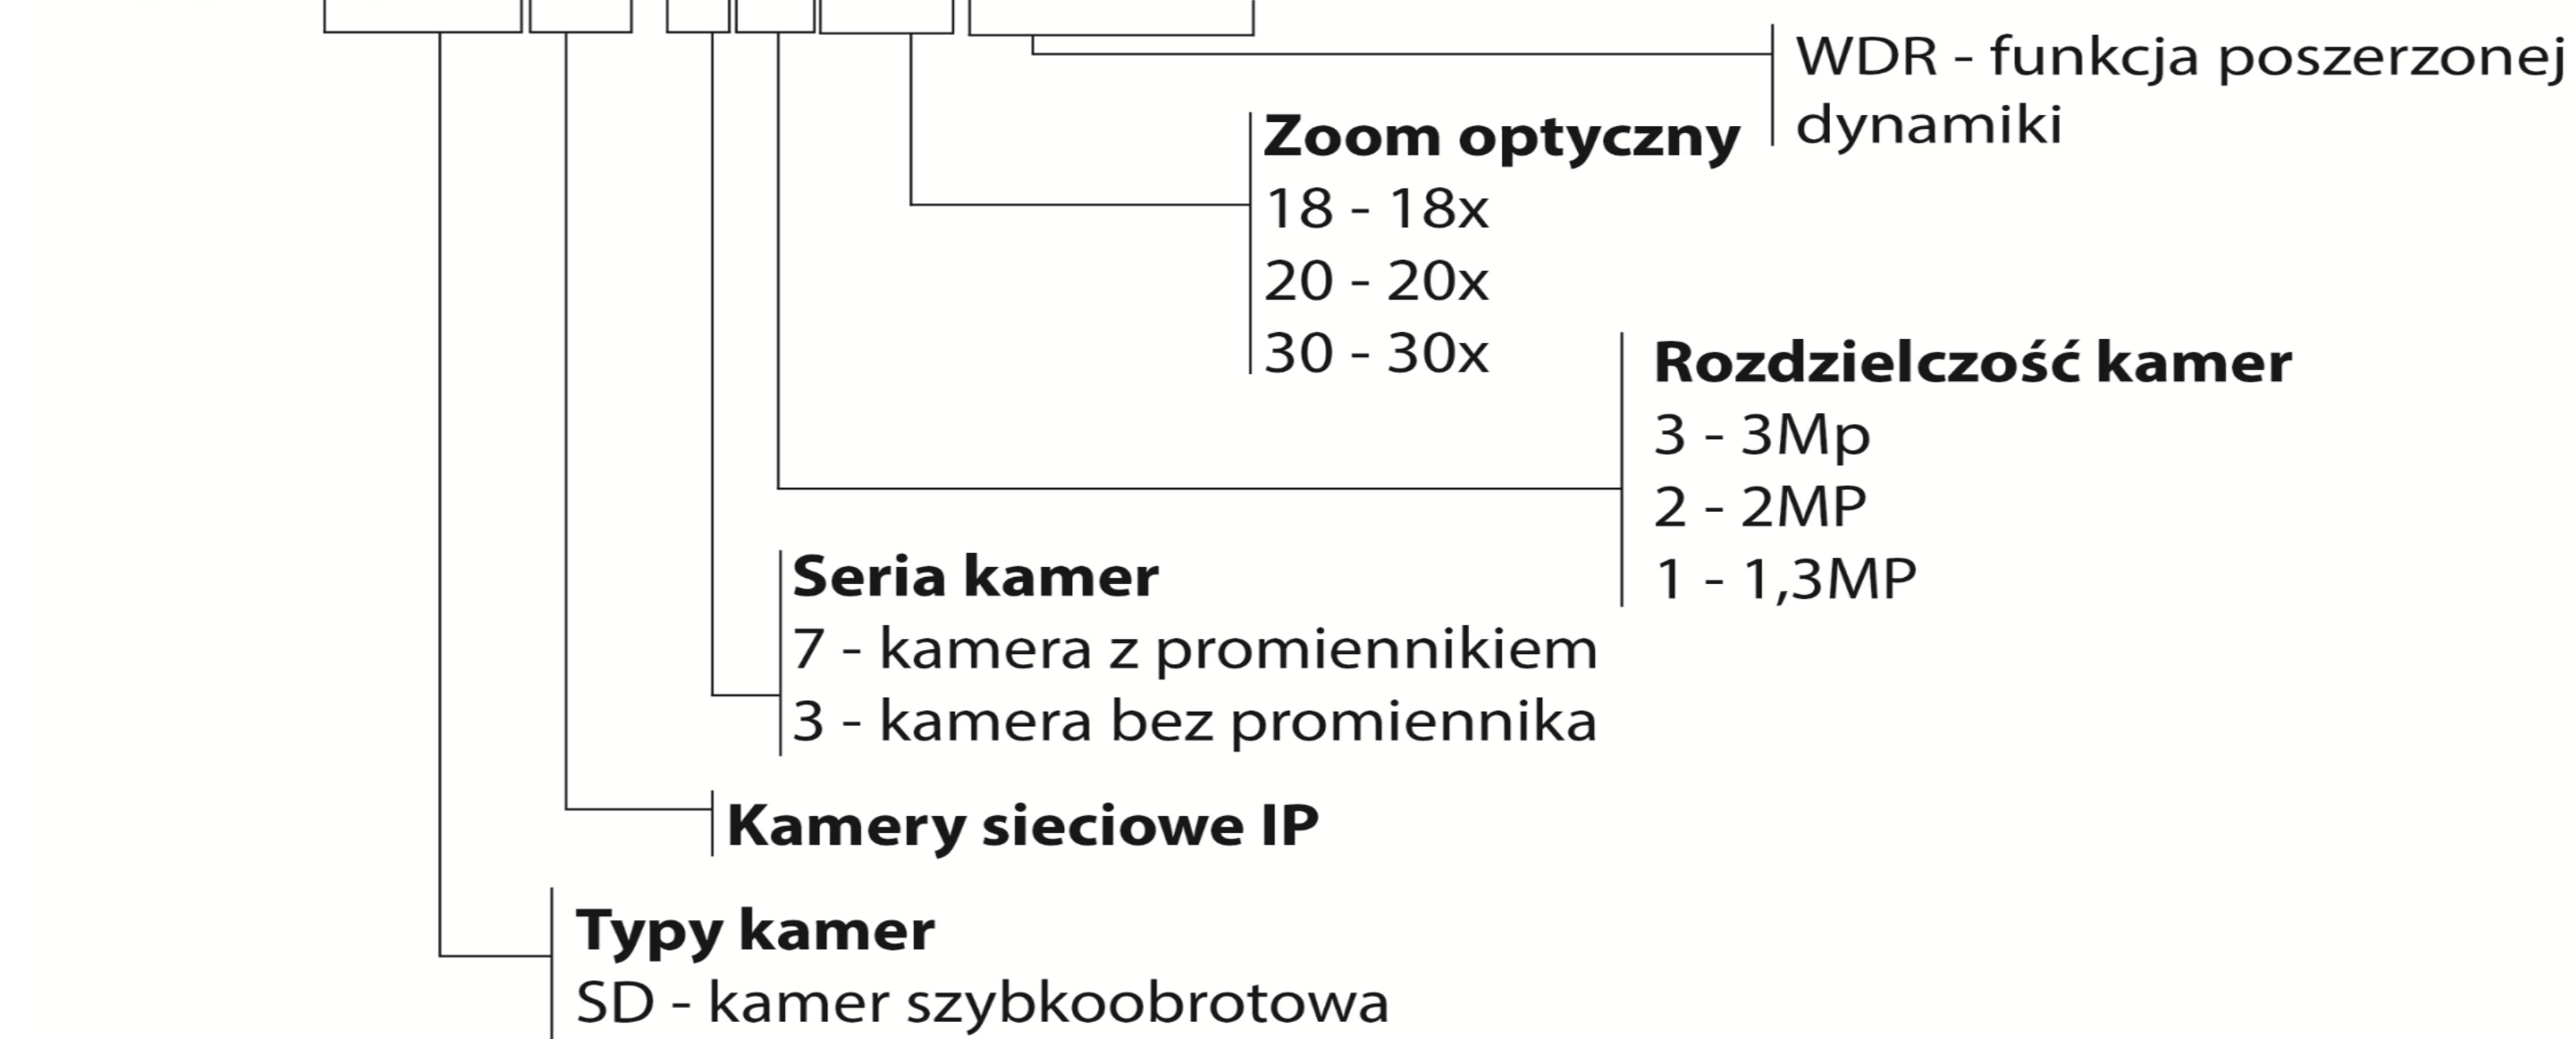 WDR - funkcja poszerzonej
dynamiki
Zoom optyczny
18 - 18x
20 - 20x
30 - 30x
Rozdzielczość kamer
3 - 3Mp
2 - 2MP
1 - 1,3MP
Seria kamer
7 - kamera z promiennikiem
3 - kamera bez promiennika
Kamery sieciowe IP
Typy kamer
SD - kamer szybkoobrotowa